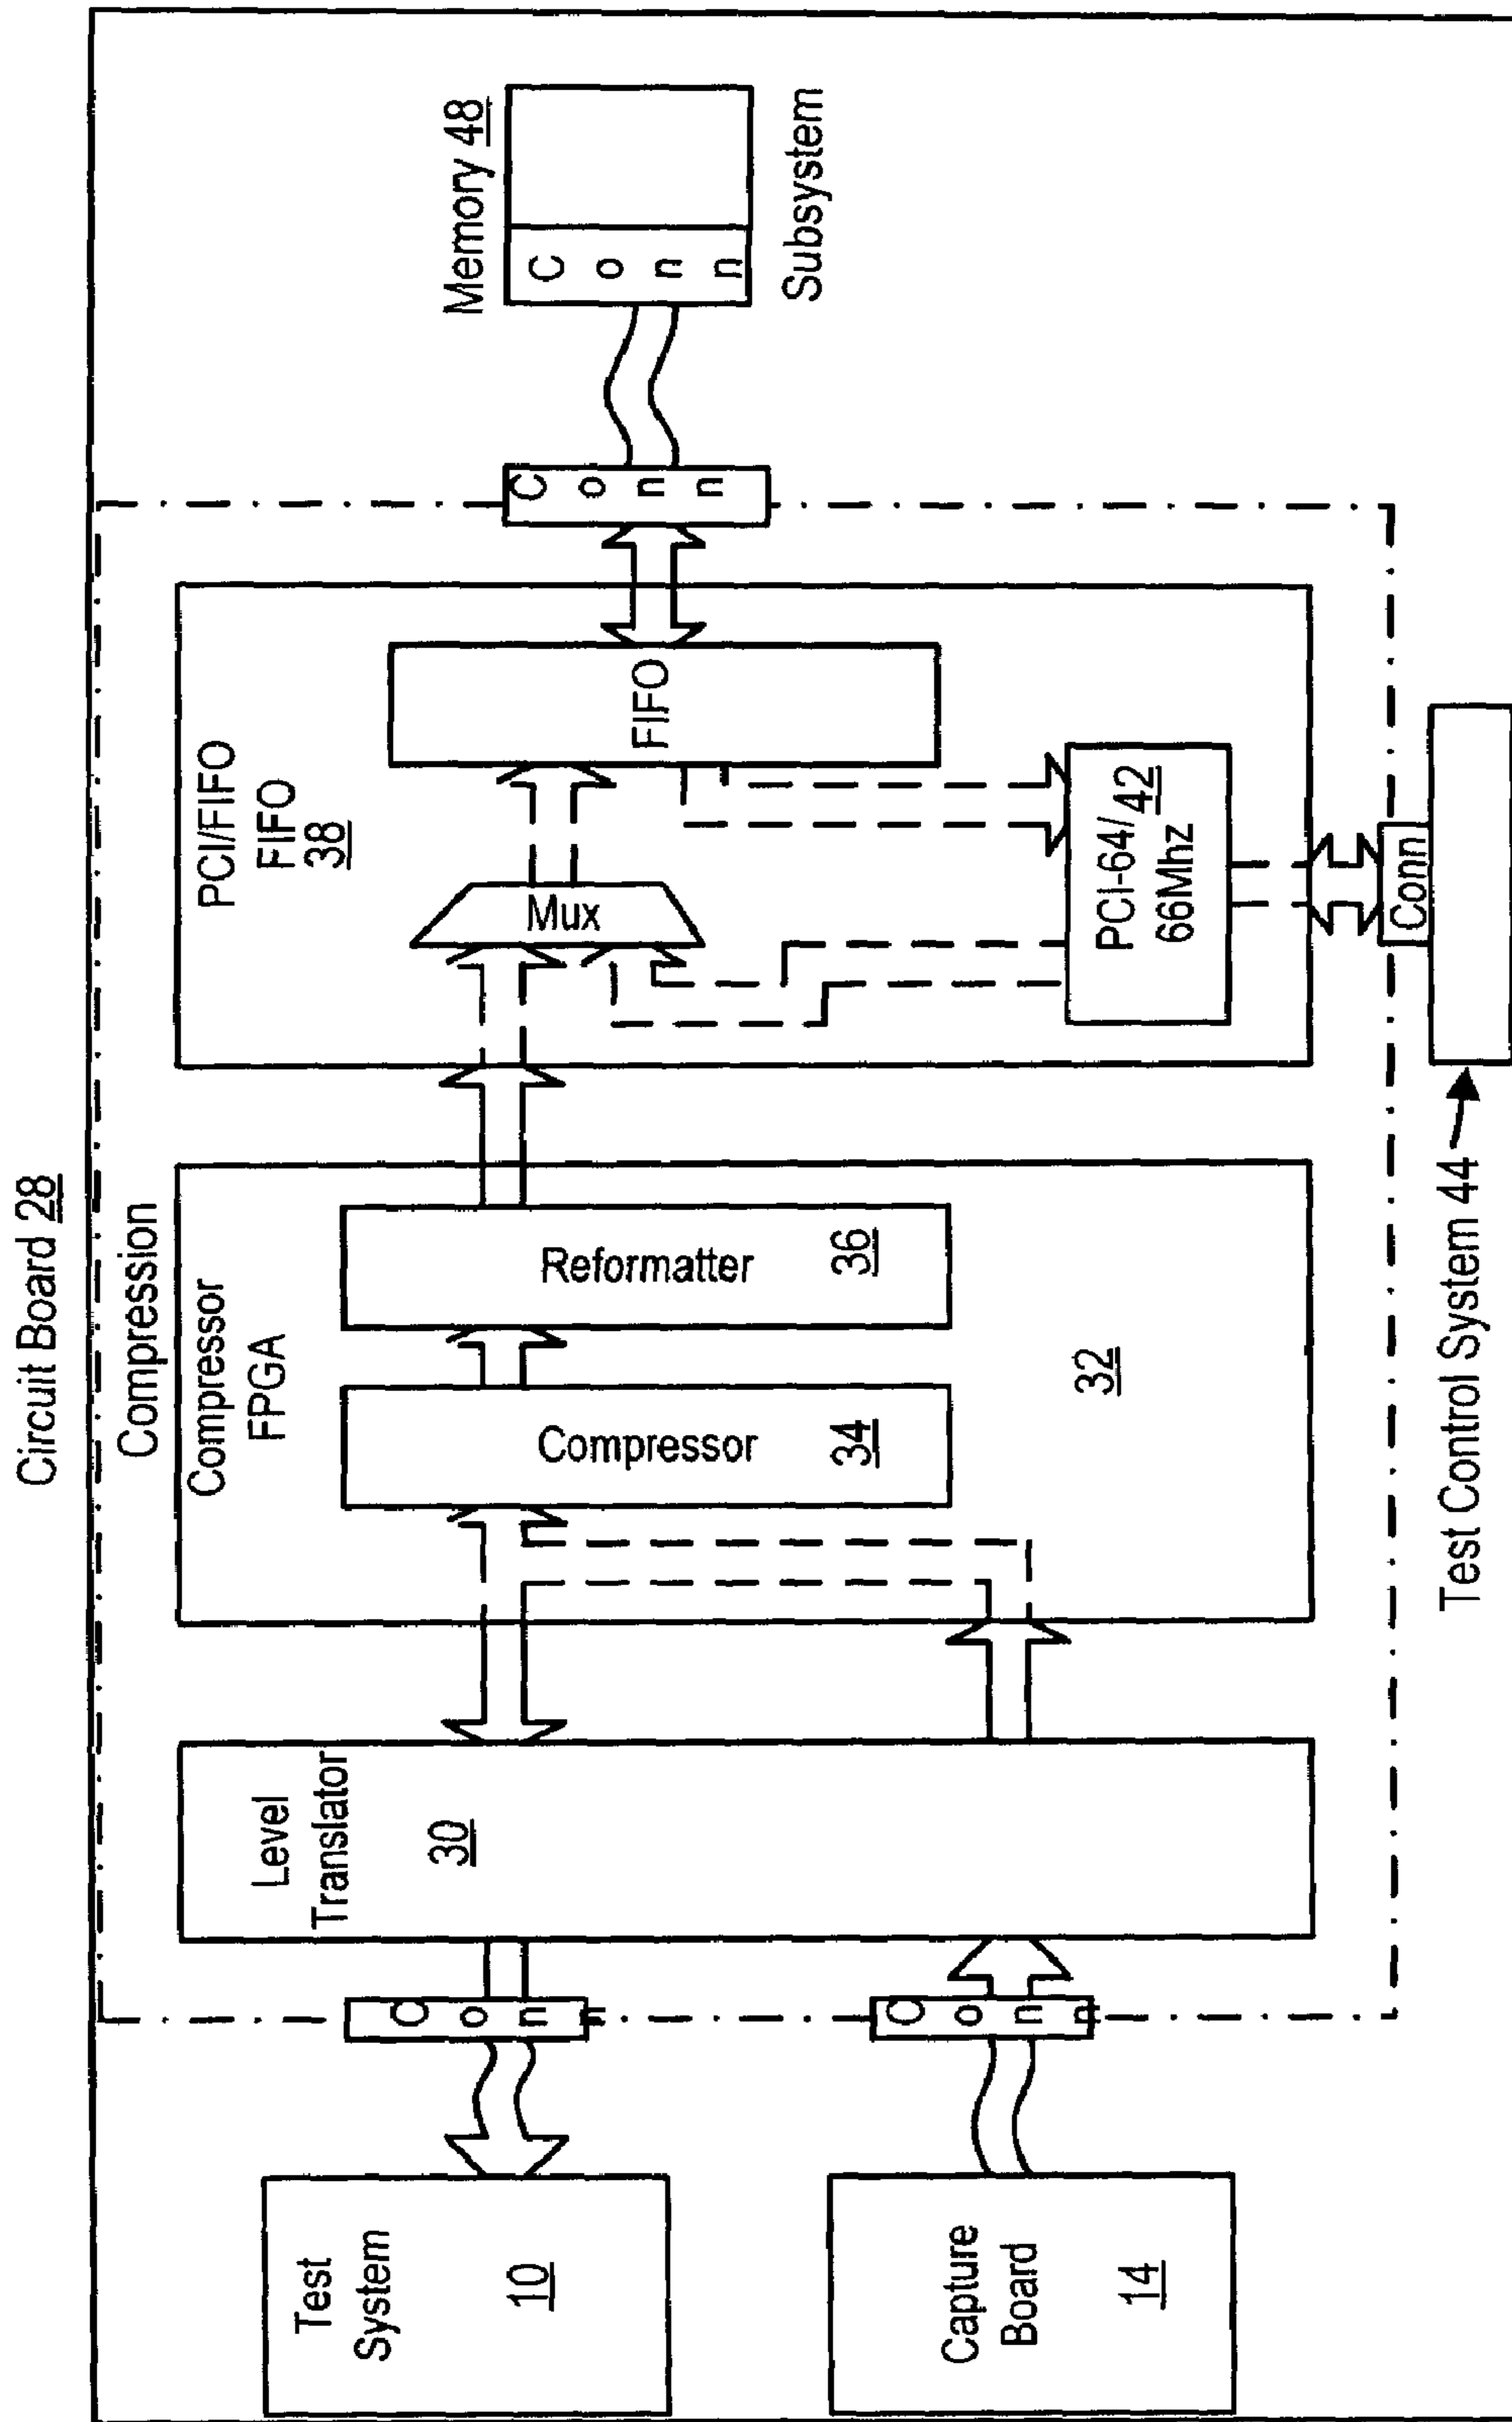 Circuit Board 28
Compression
Test
System
10
Conn
Capture
Board
14
Conn
Level
Translator
30
Compressor
FPGA
Compressor
34
Reformatter
36
32
PCI/FIFO
FIFO
38
Mux
FIFO
PCI-64/42
66Mhz
Conn
Memory 48
Conn
Subsystem
Conn
Test Control System 44